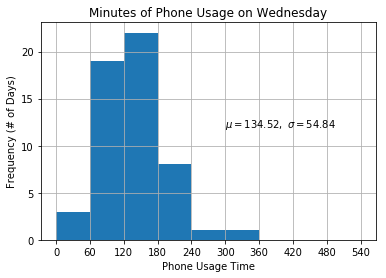 Minutes of Phone Usage on Wednesday
Frequency (# of Days)
20
15
10
5
0
μ = 134.52, σ = 54.84
0 60 120 180 240 300 360 420 480 540
Phone Usage Time